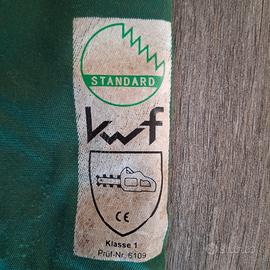 STANDARD
kwf
CE
Klasse 1
Prüf-Nr. 6109